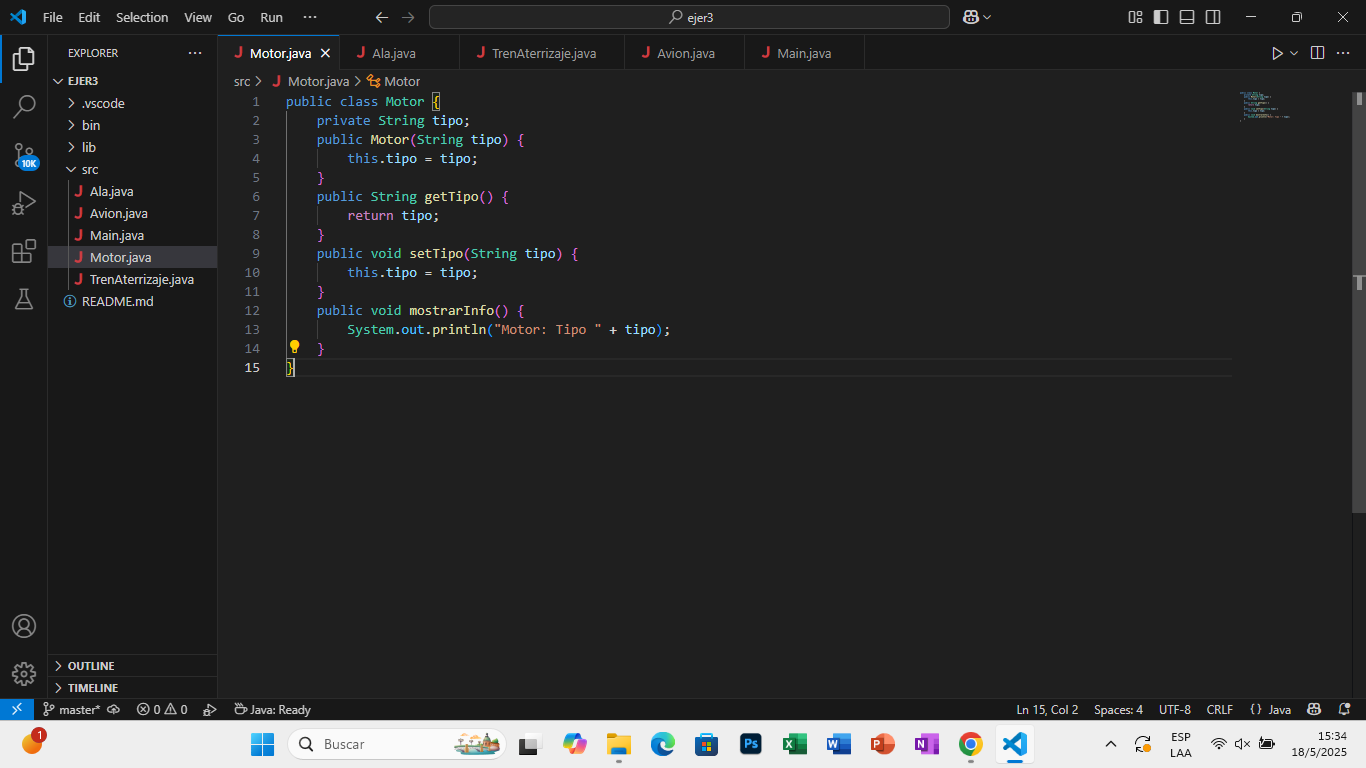 File Edit Selection View Go Run ··· ejer3
EXPLORER ···
EJER3
.vscode
bin
lib
src
Ala.java
Avion.java
Main.java
Motor.java
TrenAterrizaje.java
README.md
OUTLINE
TIMELINE
10K
Motor.java Ala.java TrenAterrizaje.java Avion.java Main.java
src > Motor.java > Motor
1 public class Motor {
2 private String tipo;
3 public Motor(String tipo) {
4 this.tipo = tipo;
5 }
6 public String getTipo() {
7 return tipo;
8 }
9 public void setTipo(String tipo) {
10 this.tipo = tipo;
11 }
12 public void mostrarInfo() {
13 System.out.println("Motor: Tipo " + tipo);
14 }
15 }
master* 0 0 Java: Ready Ln 15, Col 2 Spaces: 4 UTF-8 CRLF {} Java
1 Buscar ESP 15:34
LAA 18/5/2025